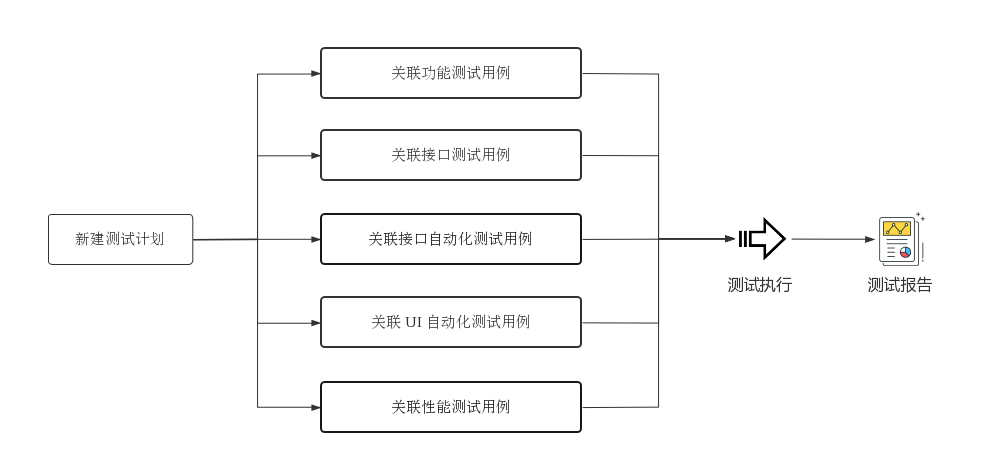 新建测试计划
关联功能测试用例
关联接口测试用例
关联接口自动化测试用例
关联 UI 自动化测试用例
关联性能测试用例
测试执行
测试报告